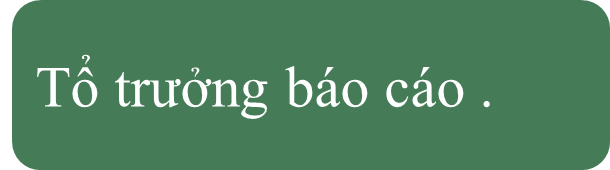 Tổ trưởng báo cáo .